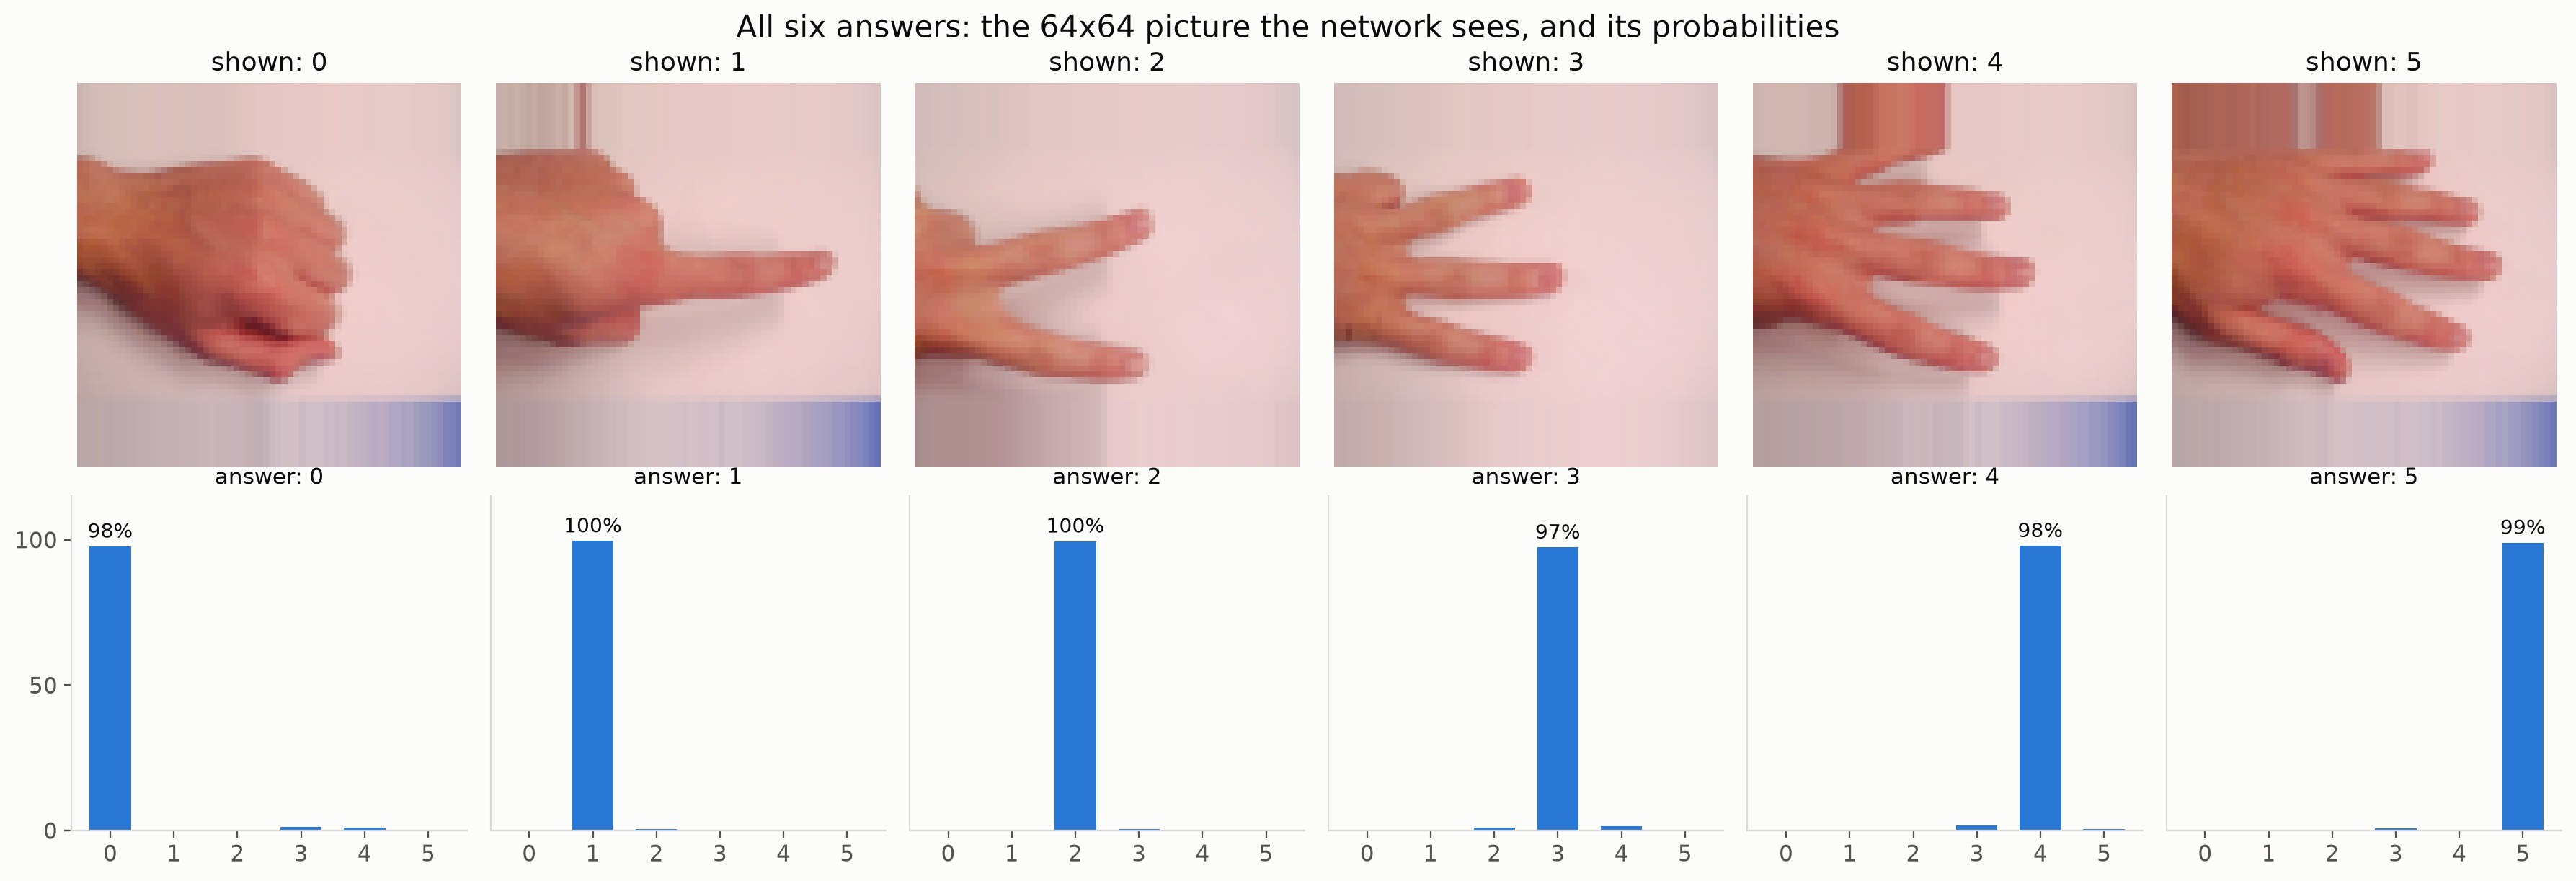 All six answers: the 64x64 picture the network sees, and its probabilities
shown: 0 shown: 1 shown: 2 shown: 3 shown: 4 shown: 5
answer: 0 answer: 1 answer: 2 answer: 3 answer: 4 answer: 5
98% 100% 100% 97% 98% 99%
100
50
0
0 1 2 3 4 5 0 1 2 3 4 5 0 1 2 3 4 5 0 1 2 3 4 5 0 1 2 3 4 5 0 1 2 3 4 5